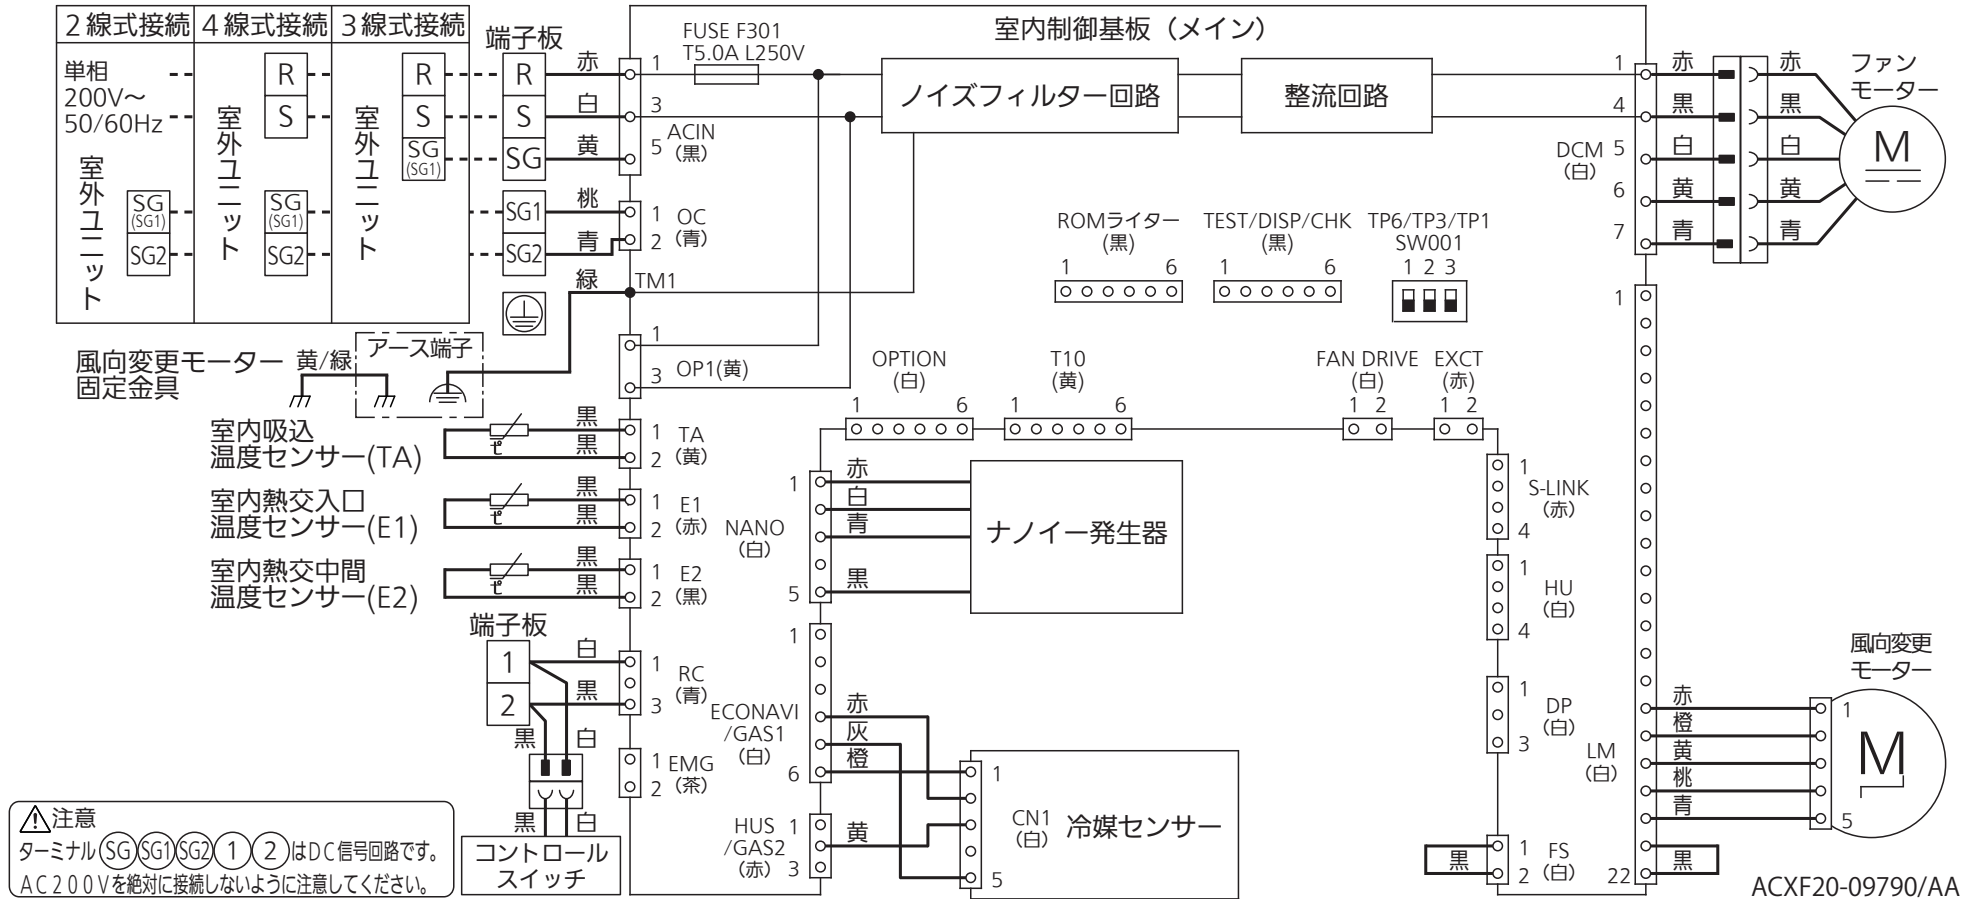 2線式接続
4線式接続
3線式接続
単相
200V〜
50/60Hz
室外ユニット
SG
(SG1)
SG2
R
S
室外ユニット
SG
(SG1)
SG2
室外ユニット
R
S
SG
(SG1)
端子板
R
S
SG
SG1
SG2
赤
白
黄
桃
青
緑
室内制御基板（メイン）
FUSE F301
T5.0A L250V
1
3
5
ACIN
(黒)
1
2
OC
(青)
TM1
1
3
OP1(黄)
ノイズフィルター回路
整流回路
1
4
5
6
7
DCM
(白)
赤
黒
白
黄
青
赤
黒
白
黄
青
ファン
モーター
M
ROMライター
(黒)
1
6
TEST/DISP/CHK
(黒)
1
6
TP6/TP3/TP1
SW001
1 2 3
風向変更モーター
固定金具
黄/緑
アース端子
室内吸込
温度センサー(TA)
 t°
黒
黒
1
2
TA
(黄)
室内熱交入口
温度センサー(E1)
t°
黒
黒
1
2
E1
(赤)
室内熱交中間
温度センサー(E2)
t°
黒
黒
1
2
E2
(黒)
OPTION
(白)
1
6
T10
(黄)
1
6
FAN DRIVE
(白)
1 2
EXCT
(赤)
1 2
NANO
(白)
1
5
赤
白
青
黒
ナノイー発生器
1
S-LINK
(赤)
4
1
HU
(白)
4
1
DP
(白)
3
端子板
1
2
白
黒
1
3
RC
(青)
黒
白
1
2
EMG
(茶)
黒
白
コントロール
スイッチ
1
ECONAVI
/GAS1
(白)
6
赤
灰
橙
HUS
/GAS2
(赤)
1
3
黄
1
5
CN1
(白)
冷媒センサー
1
LM
(白)
22
赤
橙
黄
桃
青
黒
風向変更
モーター
1
5
M
黒
1
2
FS
(白)
注意
ターミナル SG SG1 SG2 1 2 はDC信号回路です。
AC200Vを絶対に接続しないように注意してください。
ACXF20-09790/AA